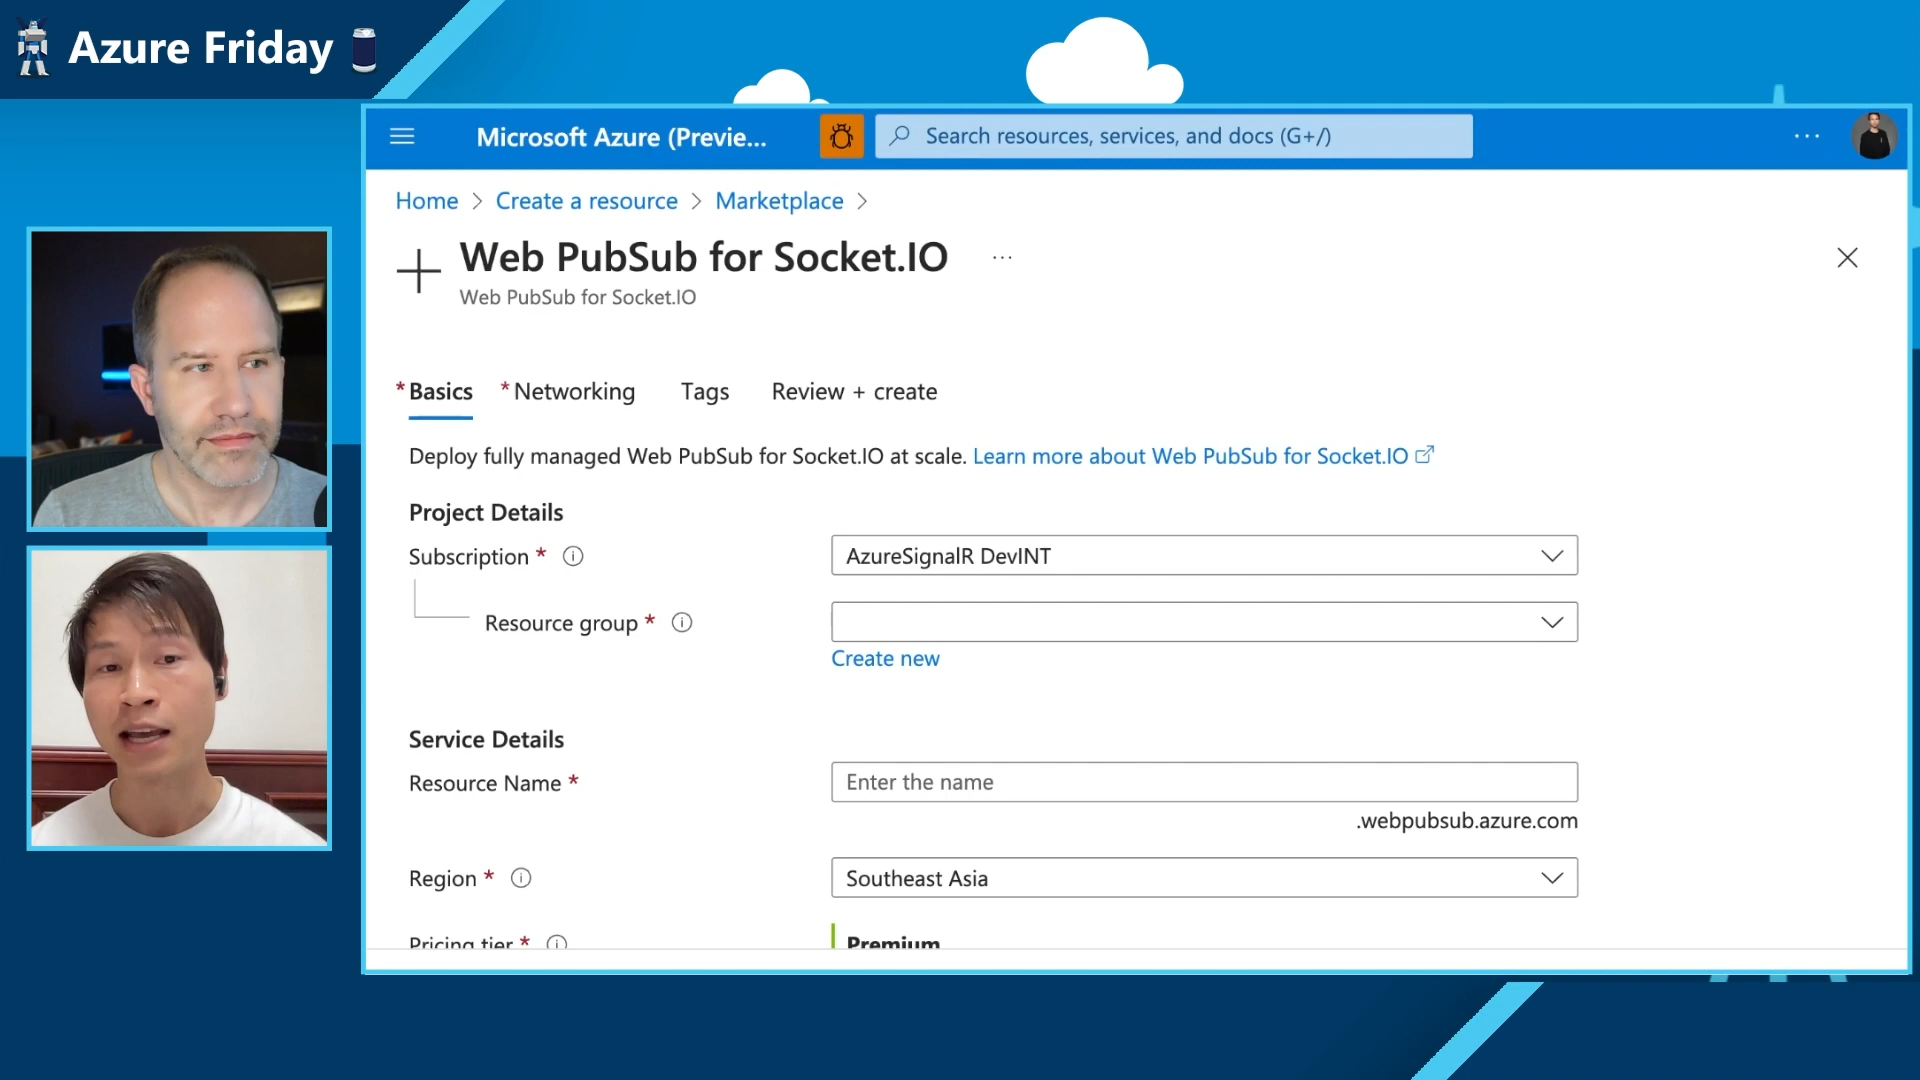 Azure Friday
Microsoft Azure (Previe...
Search resources, services, and docs (G+/)
...
Home > Create a resource > Marketplace >
Web PubSub for Socket.IO ...
Web PubSub for Socket.IO
* Basics * Networking Tags Review + create
Deploy fully managed Web PubSub for Socket.IO at scale. Learn more about Web PubSub for Socket.IO
Project Details
Subscription * AzureSignalR DevINT
Resource group *
Create new
Service Details
Resource Name * Enter the name
.webpubsub.azure.com
Region * Southeast Asia
Pricing tier * Premium